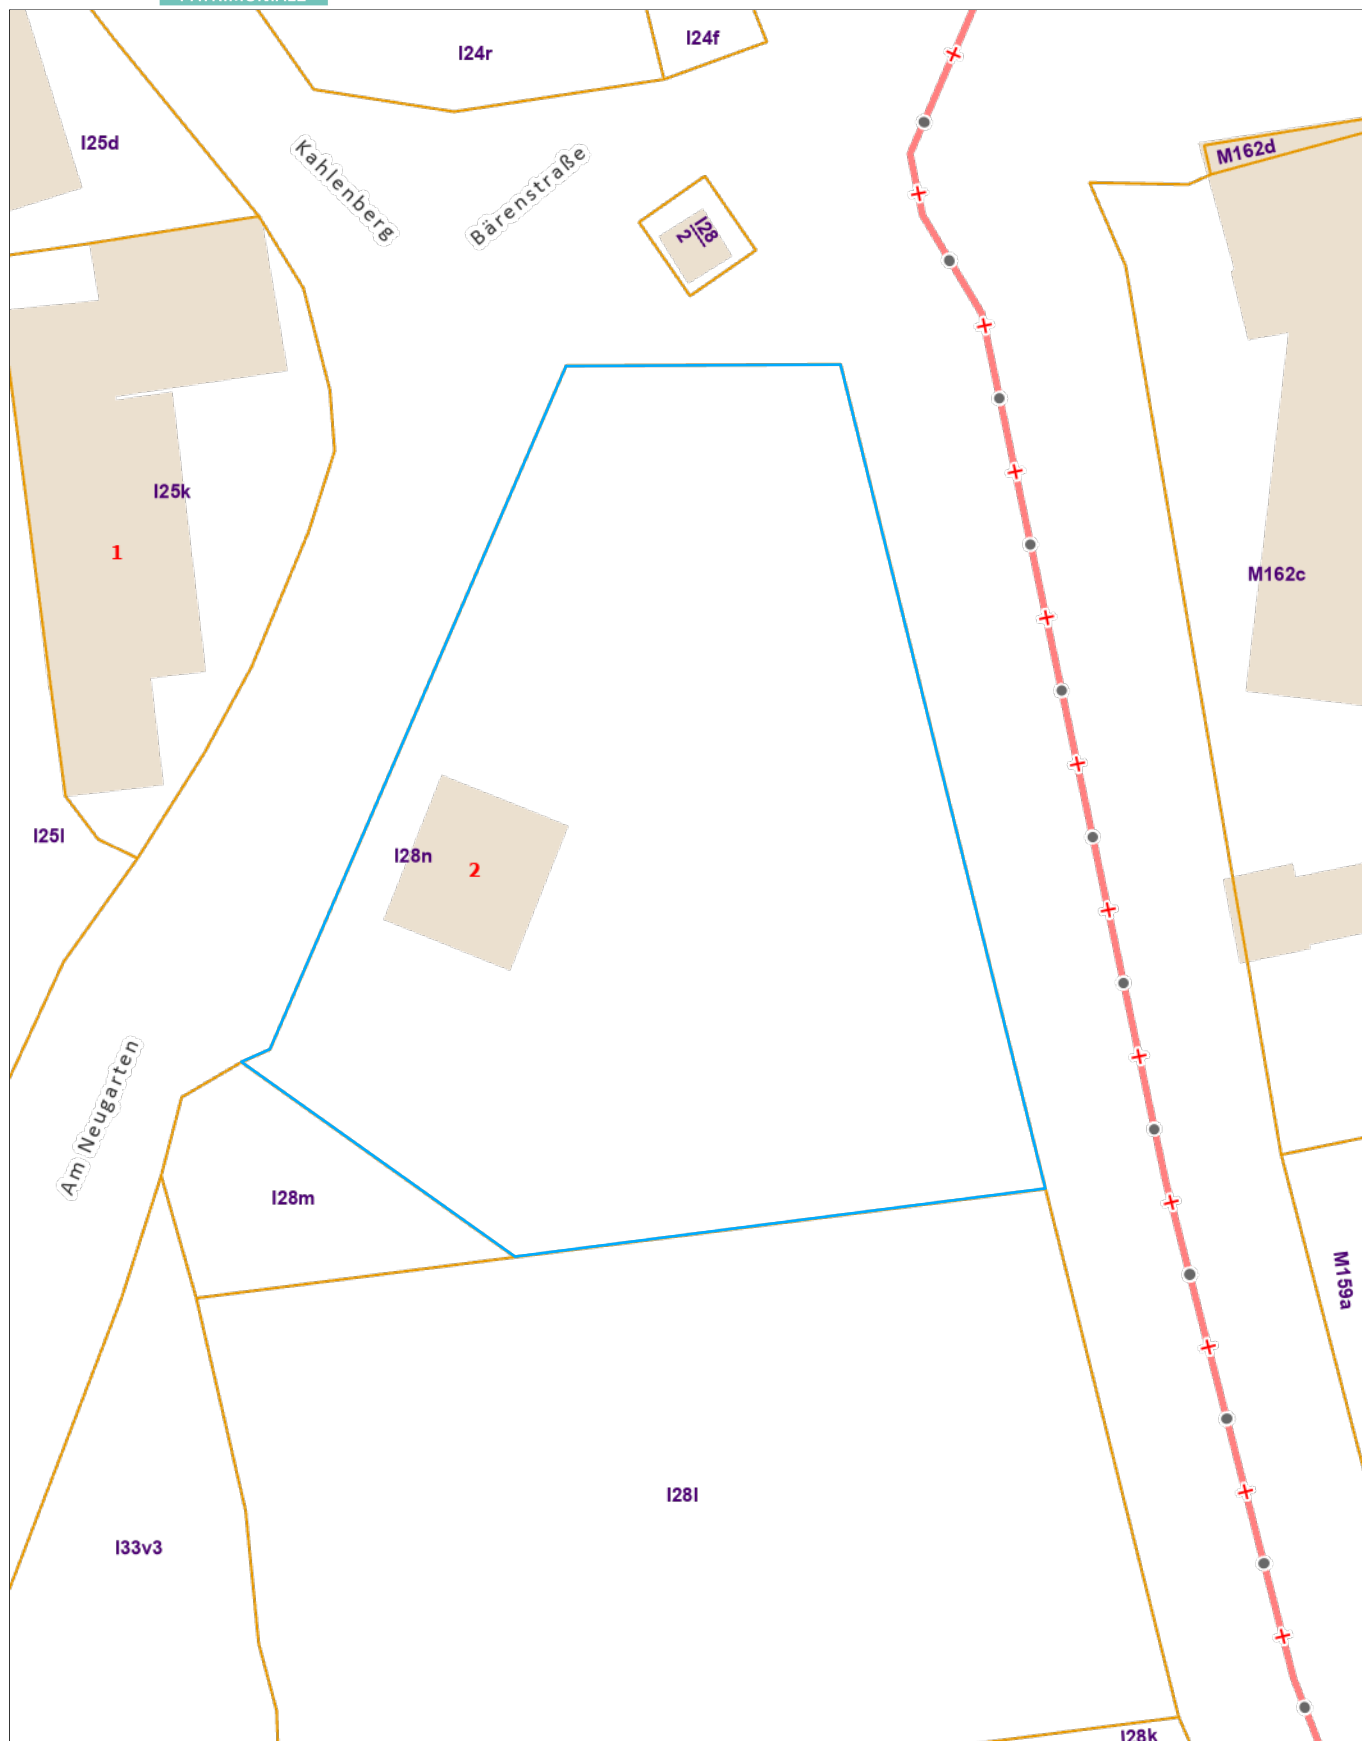 I24r
I24f
I25d
Kahlenberg
Bärenstraße
M162d
I28
2
I25k
1
M162c
I25l
I28n
2
Am Neugarten
I28m
M159a
I28l
I33v3
I28k